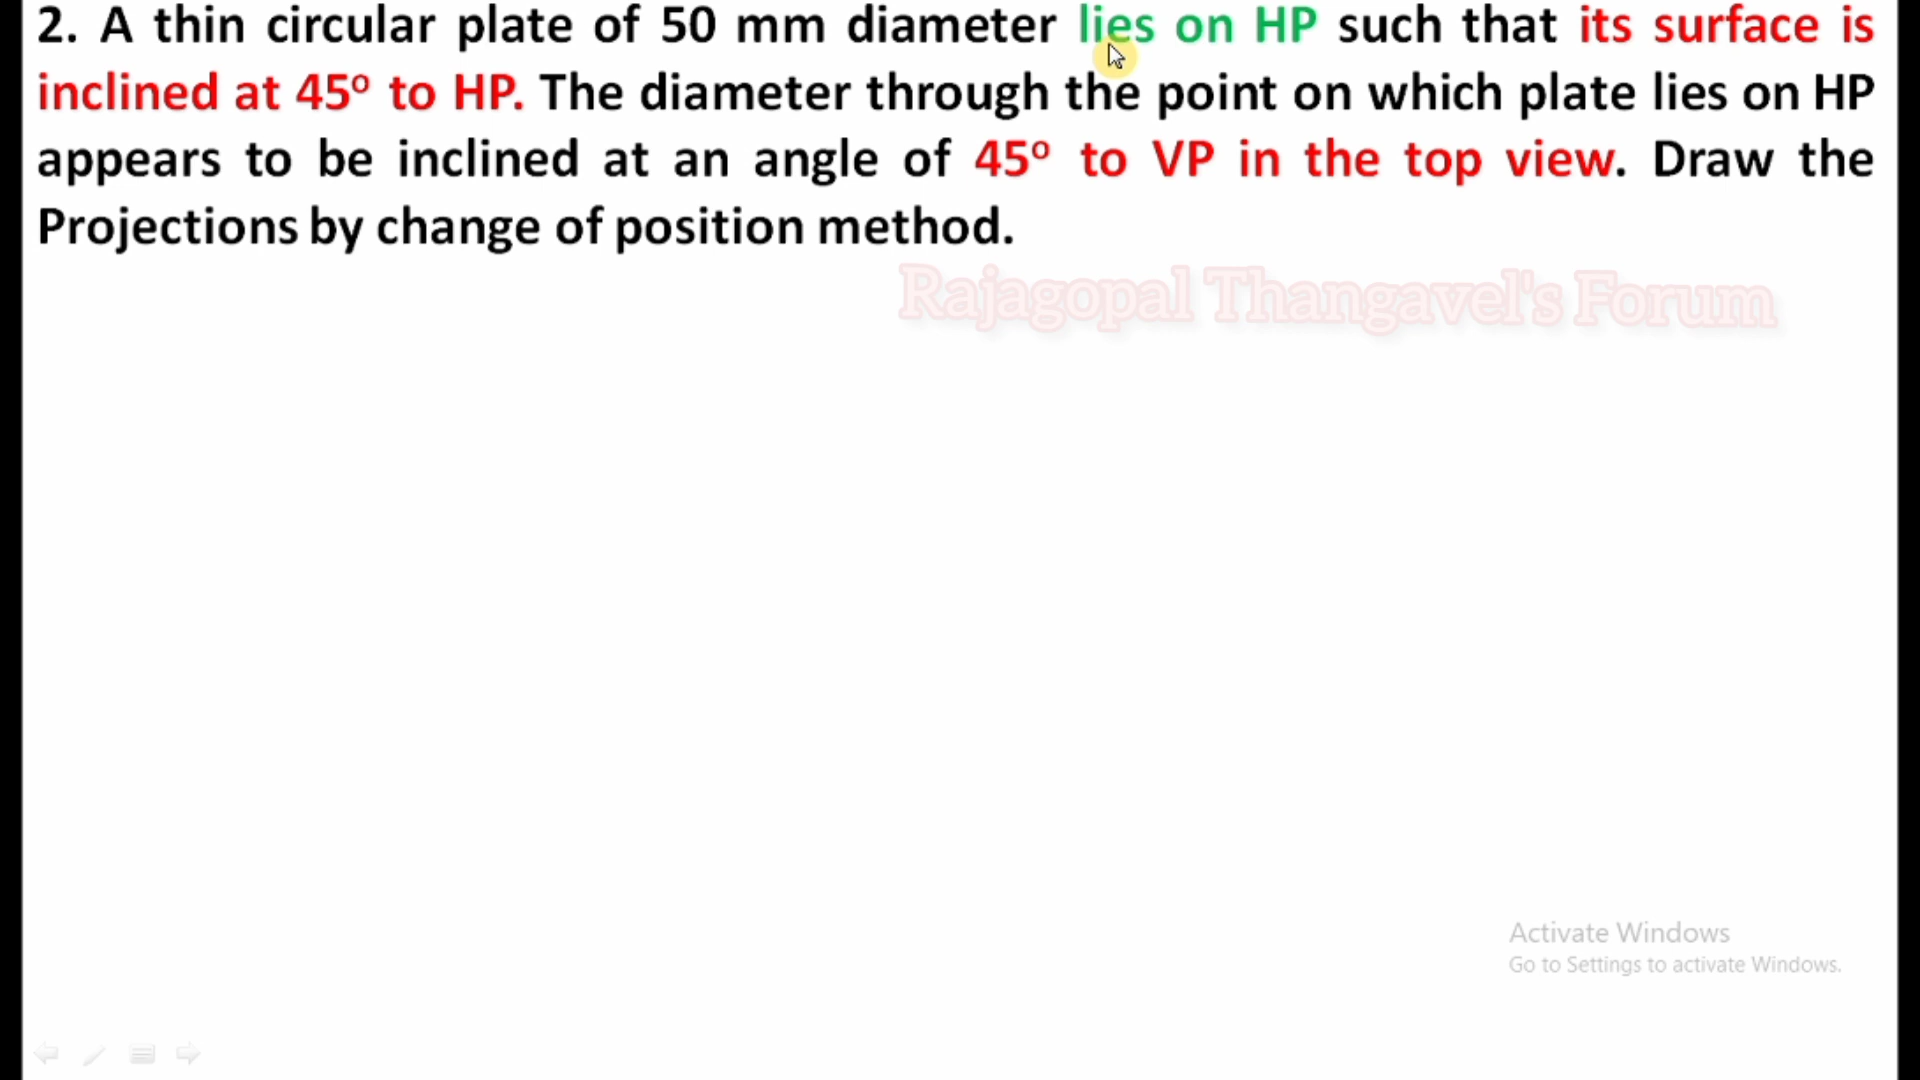 2. A thin circular plate of 50 mm diameter lies on HP such that its surface is
inclined at 45º to HP. The diameter through the point on which plate lies on HP
appears to be inclined at an angle of 45º to VP in the top view. Draw the
Projections by change of position method.
Rajagopal Thangavel's Forum
Activate Windows
Go to Settings to activate Windows.